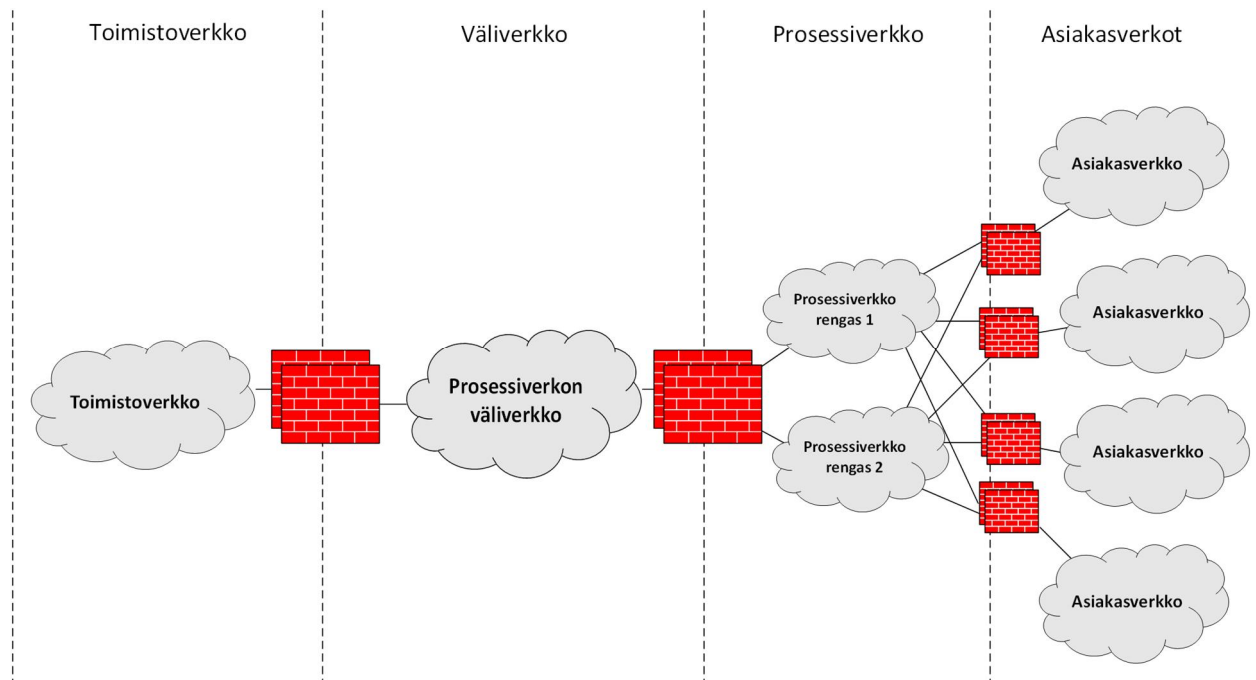 Toimistoverkko
Väliverkko
Prosessiverkko
Asiakasverkot
Toimistoverkko
Prosessiverkon
väliverkko
Prosessiverkko
rengas 1
Prosessiverkko
rengas 2
Asiakasverkko
Asiakasverkko
Asiakasverkko
Asiakasverkko